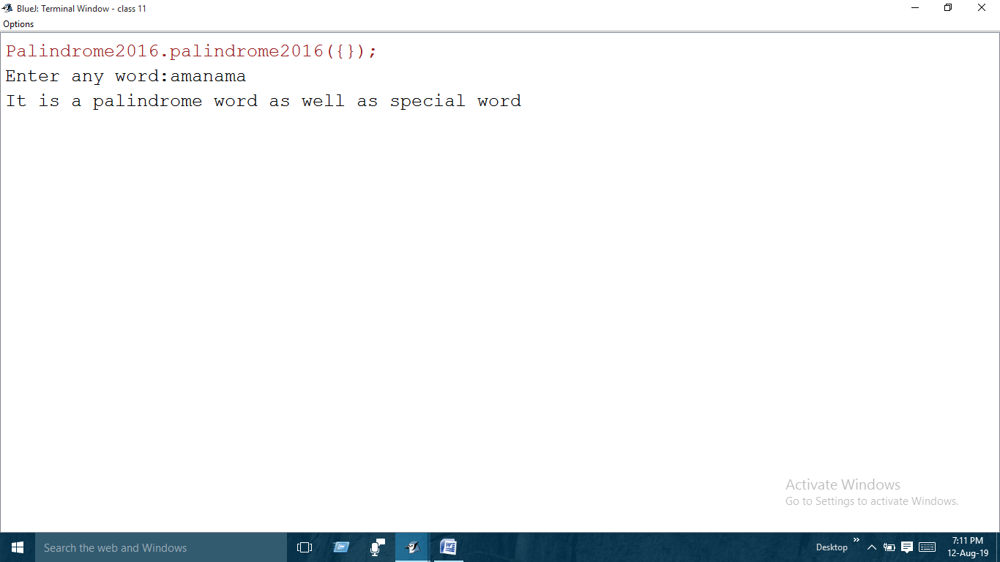 BlueJ: Terminal Window - class 11
Options
Palindrome2016.palindrome2016({});
Enter any word:amanama
It is a palindrome word as well as special word
Activate Windows
Go to Settings to activate Windows.
Search the web and Windows
Desktop
7:11 PM
12-Aug-19